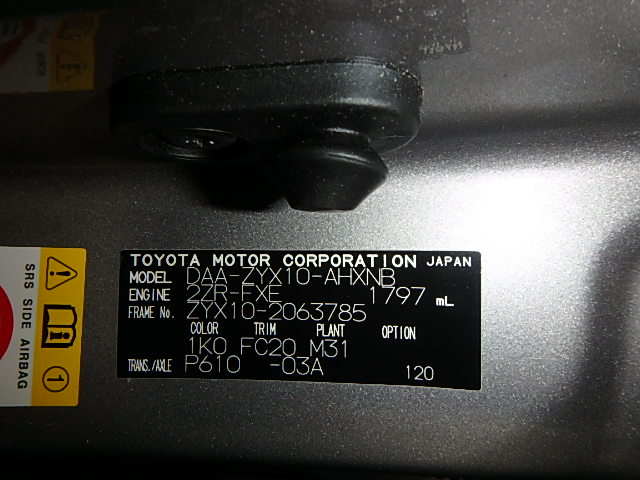 TOYOTA MOTOR CORPORATION JAPAN
MODEL DAA-ZYX10-AHXNB
ENGINE 2ZR-FXE 1797 mL
FRAME No. ZYX10-2063785
COLOR TRIM PLANT OPTION
1K0 FC20 M31
TRANS./AXLE P610 -03A 120
SRS SIDE AIRBAG
1